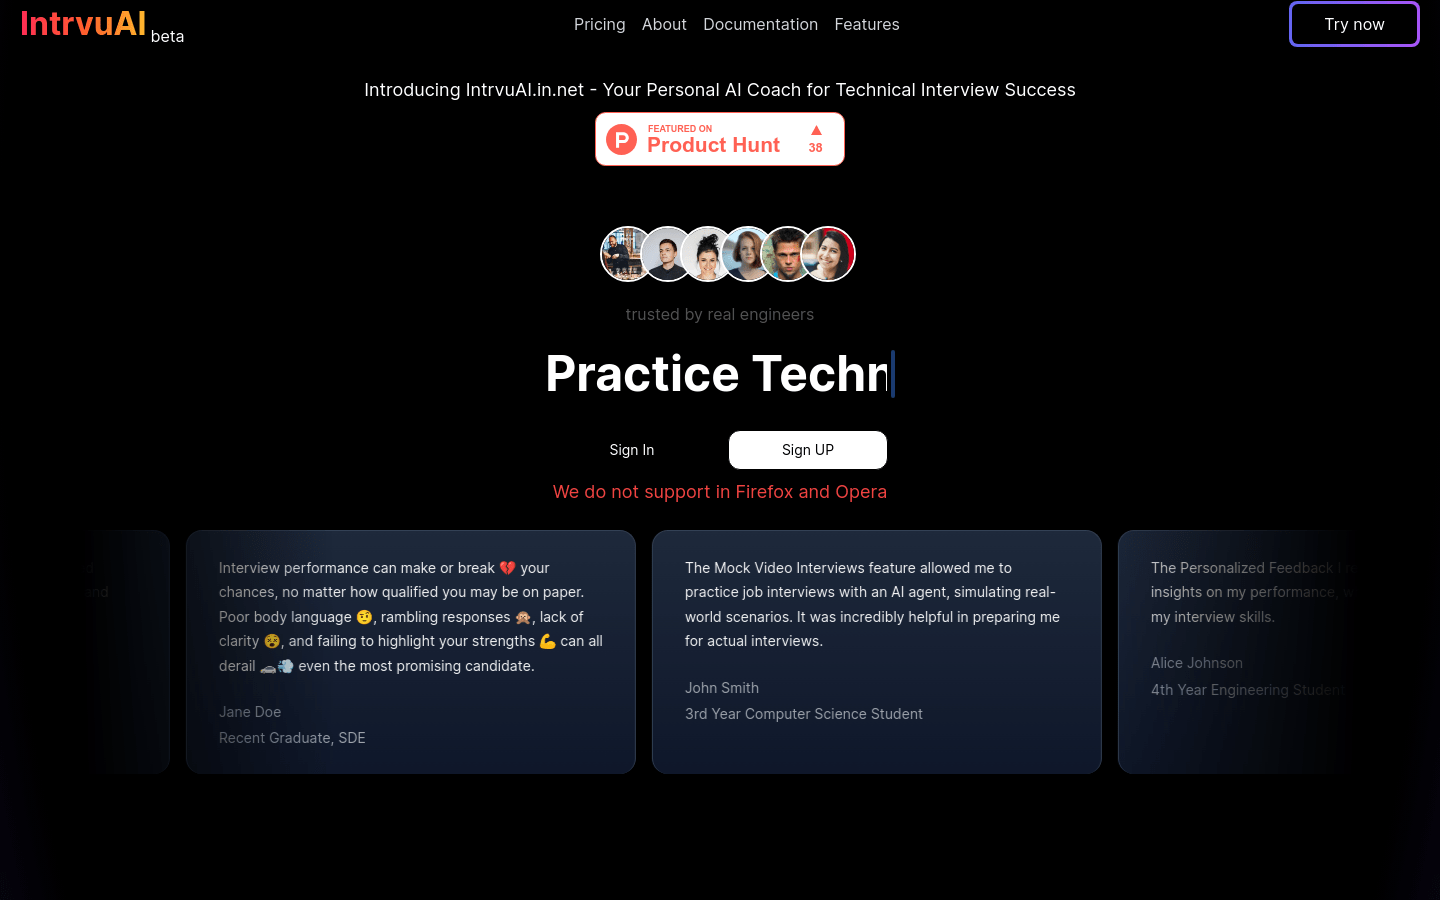 IntrvuAI beta
Pricing About Documentation Features
Try now
Introducing IntrvuAI.in.net - Your Personal AI Coach for Technical Interview Success
P FEATURED ON
Product Hunt
▲
38
trusted by real engineers
Practice Techn
Sign In
Sign UP
We do not support in Firefox and Opera
Interview performance can make or break 💔 your
chances, no matter how qualified you may be on paper.
Poor body language 🤨, rambling responses 🙊, lack of
clarity 😵, and failing to highlight your strengths 💪 can all
derail 🚗💨 even the most promising candidate.
Jane Doe
Recent Graduate, SDE
The Mock Video Interviews feature allowed me to
practice job interviews with an AI agent, simulating real-
world scenarios. It was incredibly helpful in preparing me
for actual interviews.
John Smith
3rd Year Computer Science Student
The Personalized Feedback
insights on my performance,
my interview skills.
Alice Johnson
4th Year Engineering Student